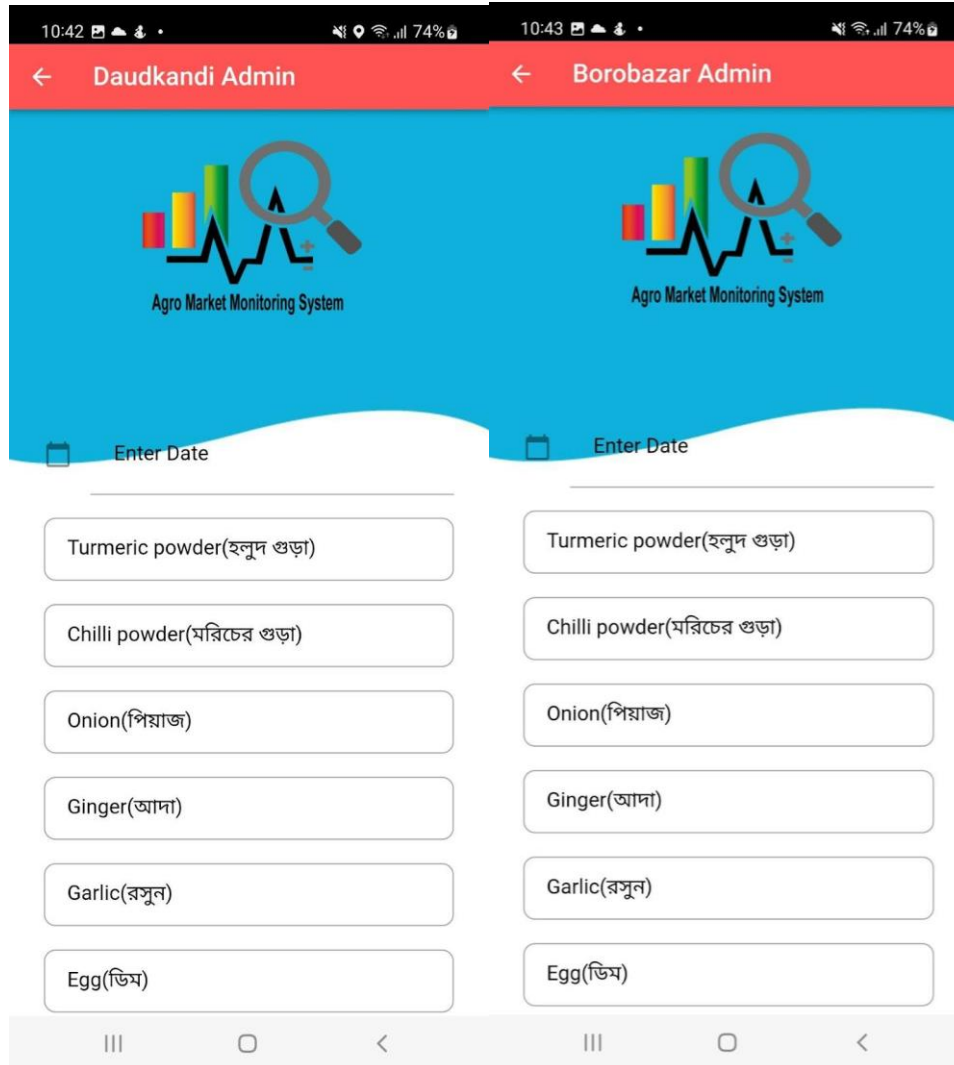 10:42
74%
Daudkandi Admin
Agro Market Monitoring System
Enter Date
Turmeric powder(হলুদ গুড়া)
Chilli powder(মরিচের গুড়া)
Onion(পিয়াজ)
Ginger(আদা)
Garlic(রসুন)
Egg(ডিম)
10:43
74%
Borobazar Admin
Agro Market Monitoring System
Enter Date
Turmeric powder(হলুদ গুড়া)
Chilli powder(মরিচের গুড়া)
Onion(পিয়াজ)
Ginger(আদা)
Garlic(রসুন)
Egg(ডিম)